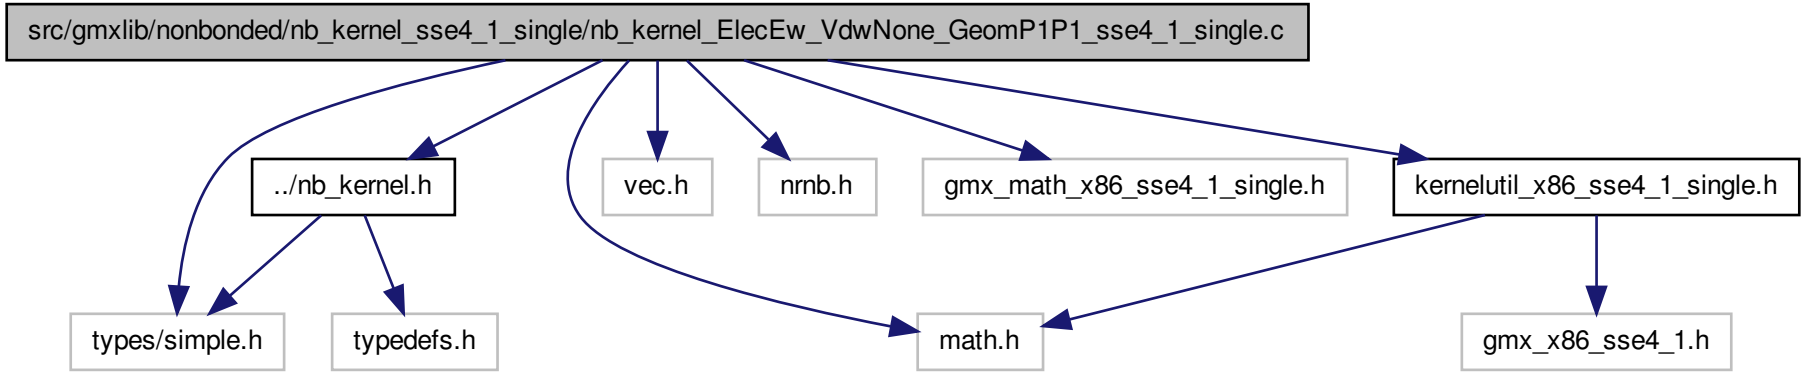 src/gmxlib/nonbonded/nb_kernel_sse4_1_single/nb_kernel_ElecEw_VdwNone_GeomP1P1_sse4_1_single.c
../nb_kernel.h
vec.h
nrnb.h
gmx_math_x86_sse4_1_single.h
kernelutil_x86_sse4_1_single.h
types/simple.h
typedefs.h
math.h
gmx_x86_sse4_1.h